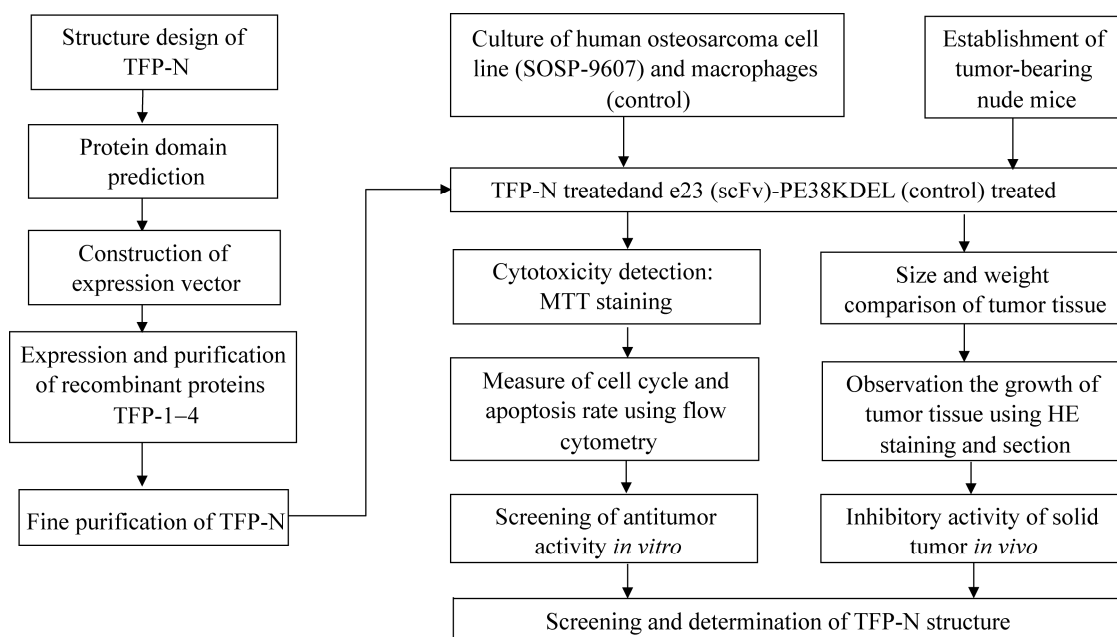 Structure design of
TFP-N
Protein domain
prediction
Construction of
expression vector
Expression and purification
of recombinant proteins
TFP-1–4
Fine purification of TFP-N
Culture of human osteosarcoma cell
line (SOSP-9607) and macrophages
(control)
Establishment of
tumor-bearing
nude mice
TFP-N treatedand e23 (scFv)-PE38KDEL (control) treated
Cytotoxicity detection:
MTT staining
Measure of cell cycle and
apoptosis rate using flow
cytometry
Screening of antitumor
activity in vitro
Size and weight
comparison of tumor tissue
Observation the growth of
tumor tissue using HE
staining and section
Inhibitory activity of solid
tumor in vivo
Screening and determination of TFP-N structure